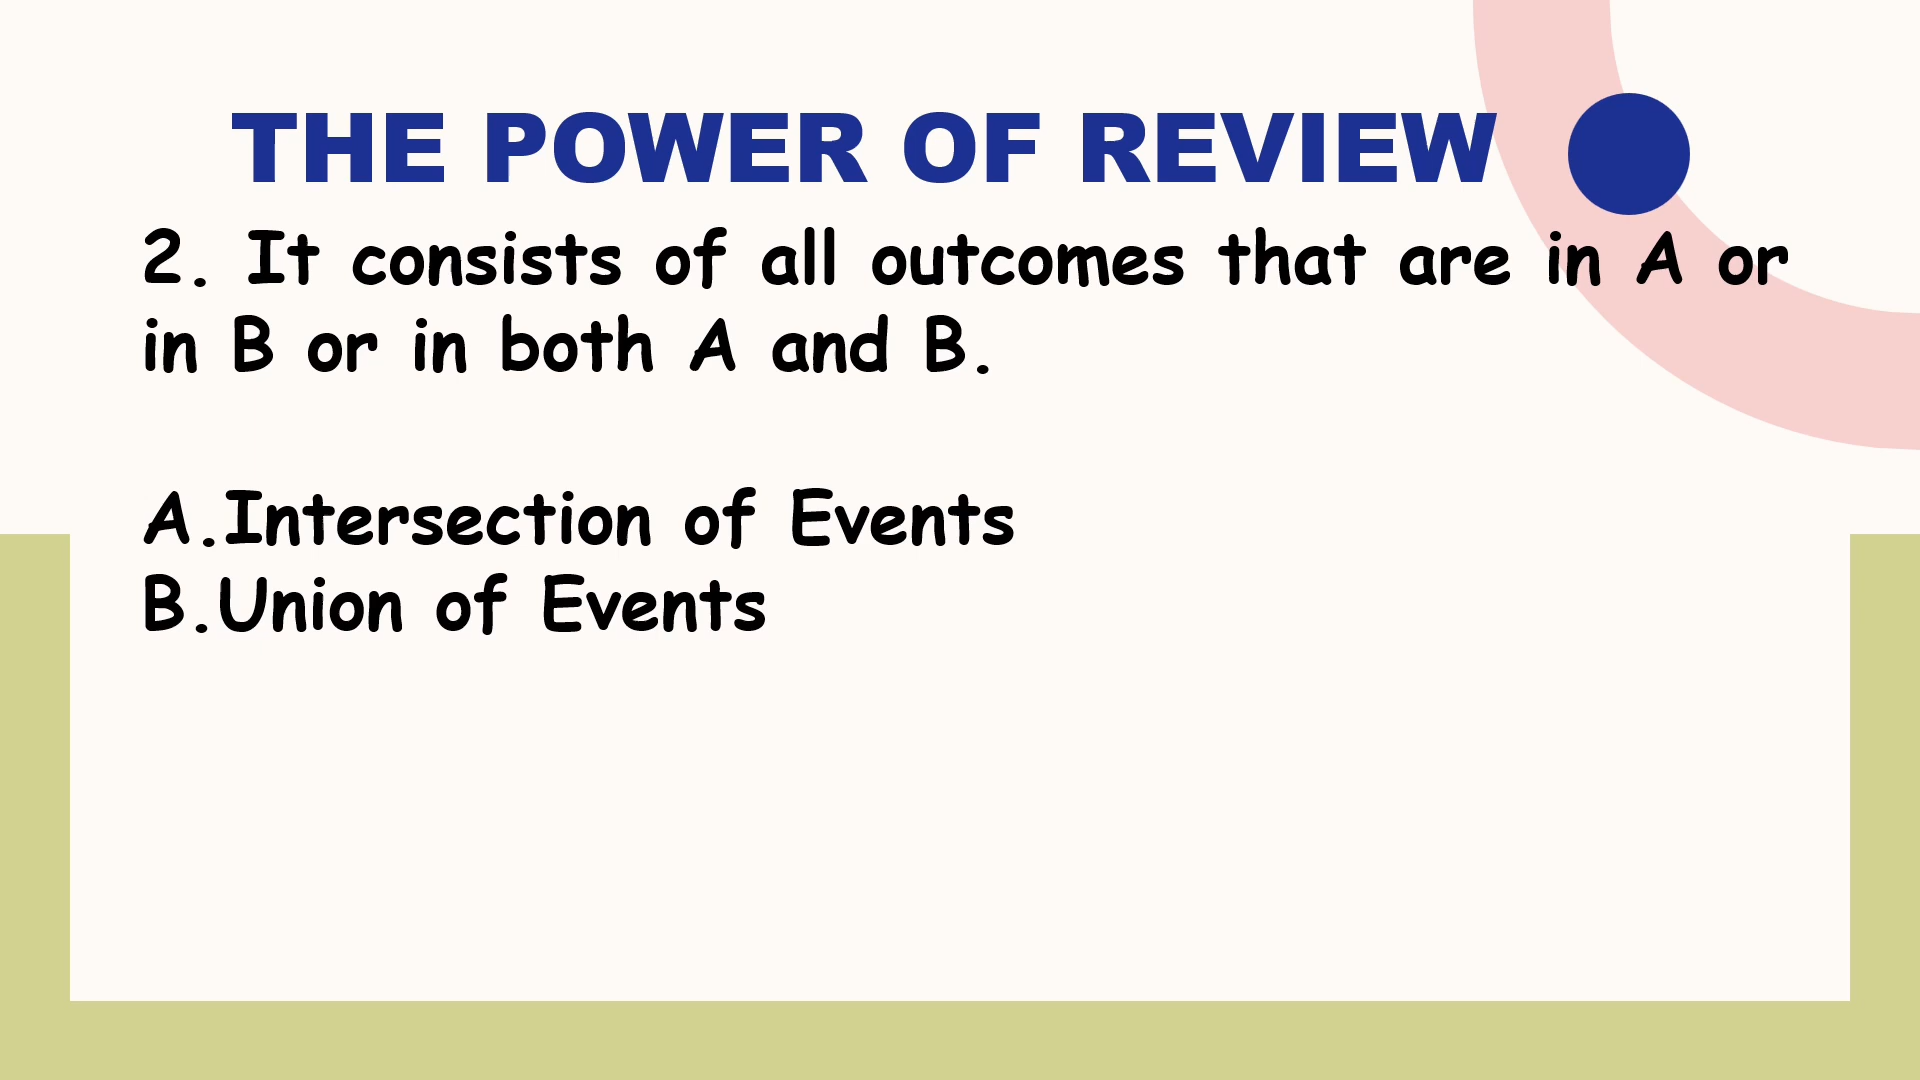 THE POWER OF REVIEW
2. It consists of all outcomes that are in A or
in B or in both A and B.
A.Intersection of Events
B.Union of Events